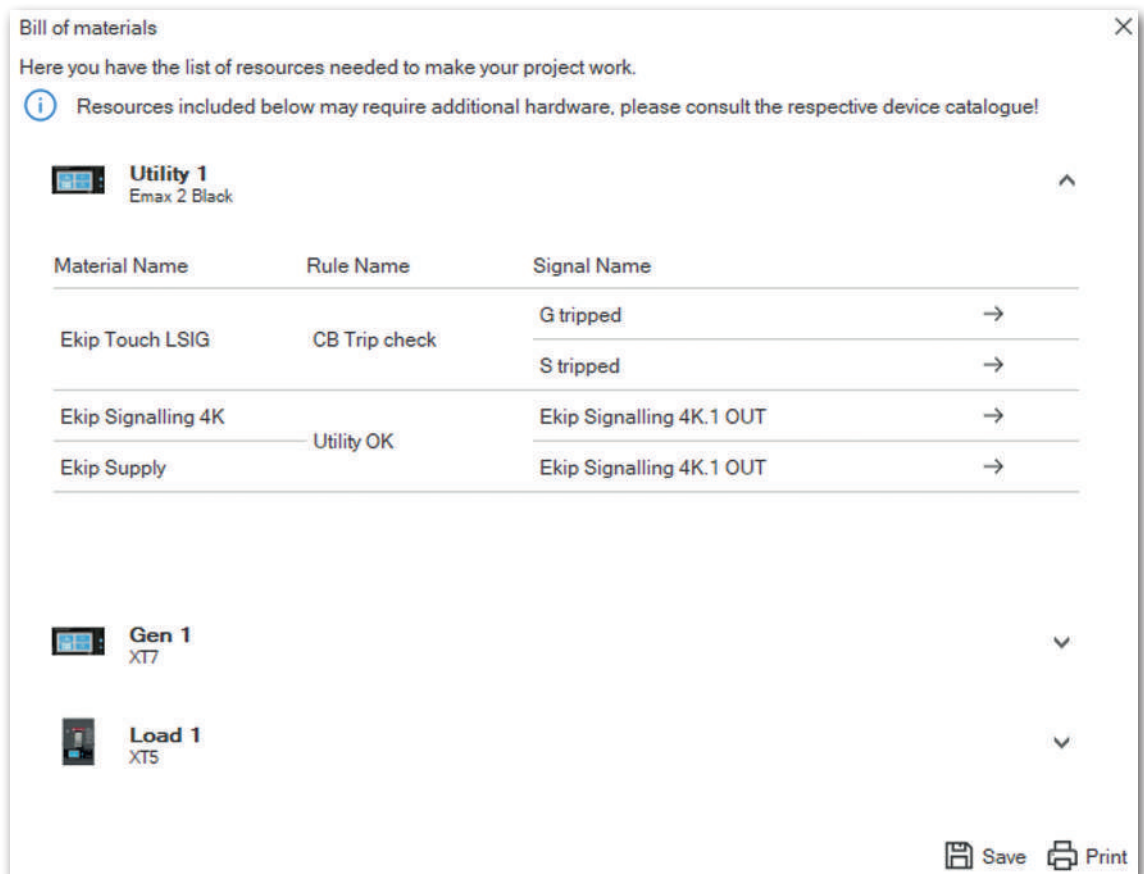 Bill of materials
Here you have the list of resources needed to make your project work.
Resources included below may require additional hardware, please consult the respective device catalogue!
Utility 1
Emax 2 Black
Material Name Rule Name Signal Name
Ekip Touch LSIG CB Trip check G tripped
S tripped
Ekip Signalling 4K Utility OK Ekip Signalling 4K.1 OUT
Ekip Supply Ekip Signalling 4K.1 OUT
Gen 1
XT7
Load 1
XT5
Save Print